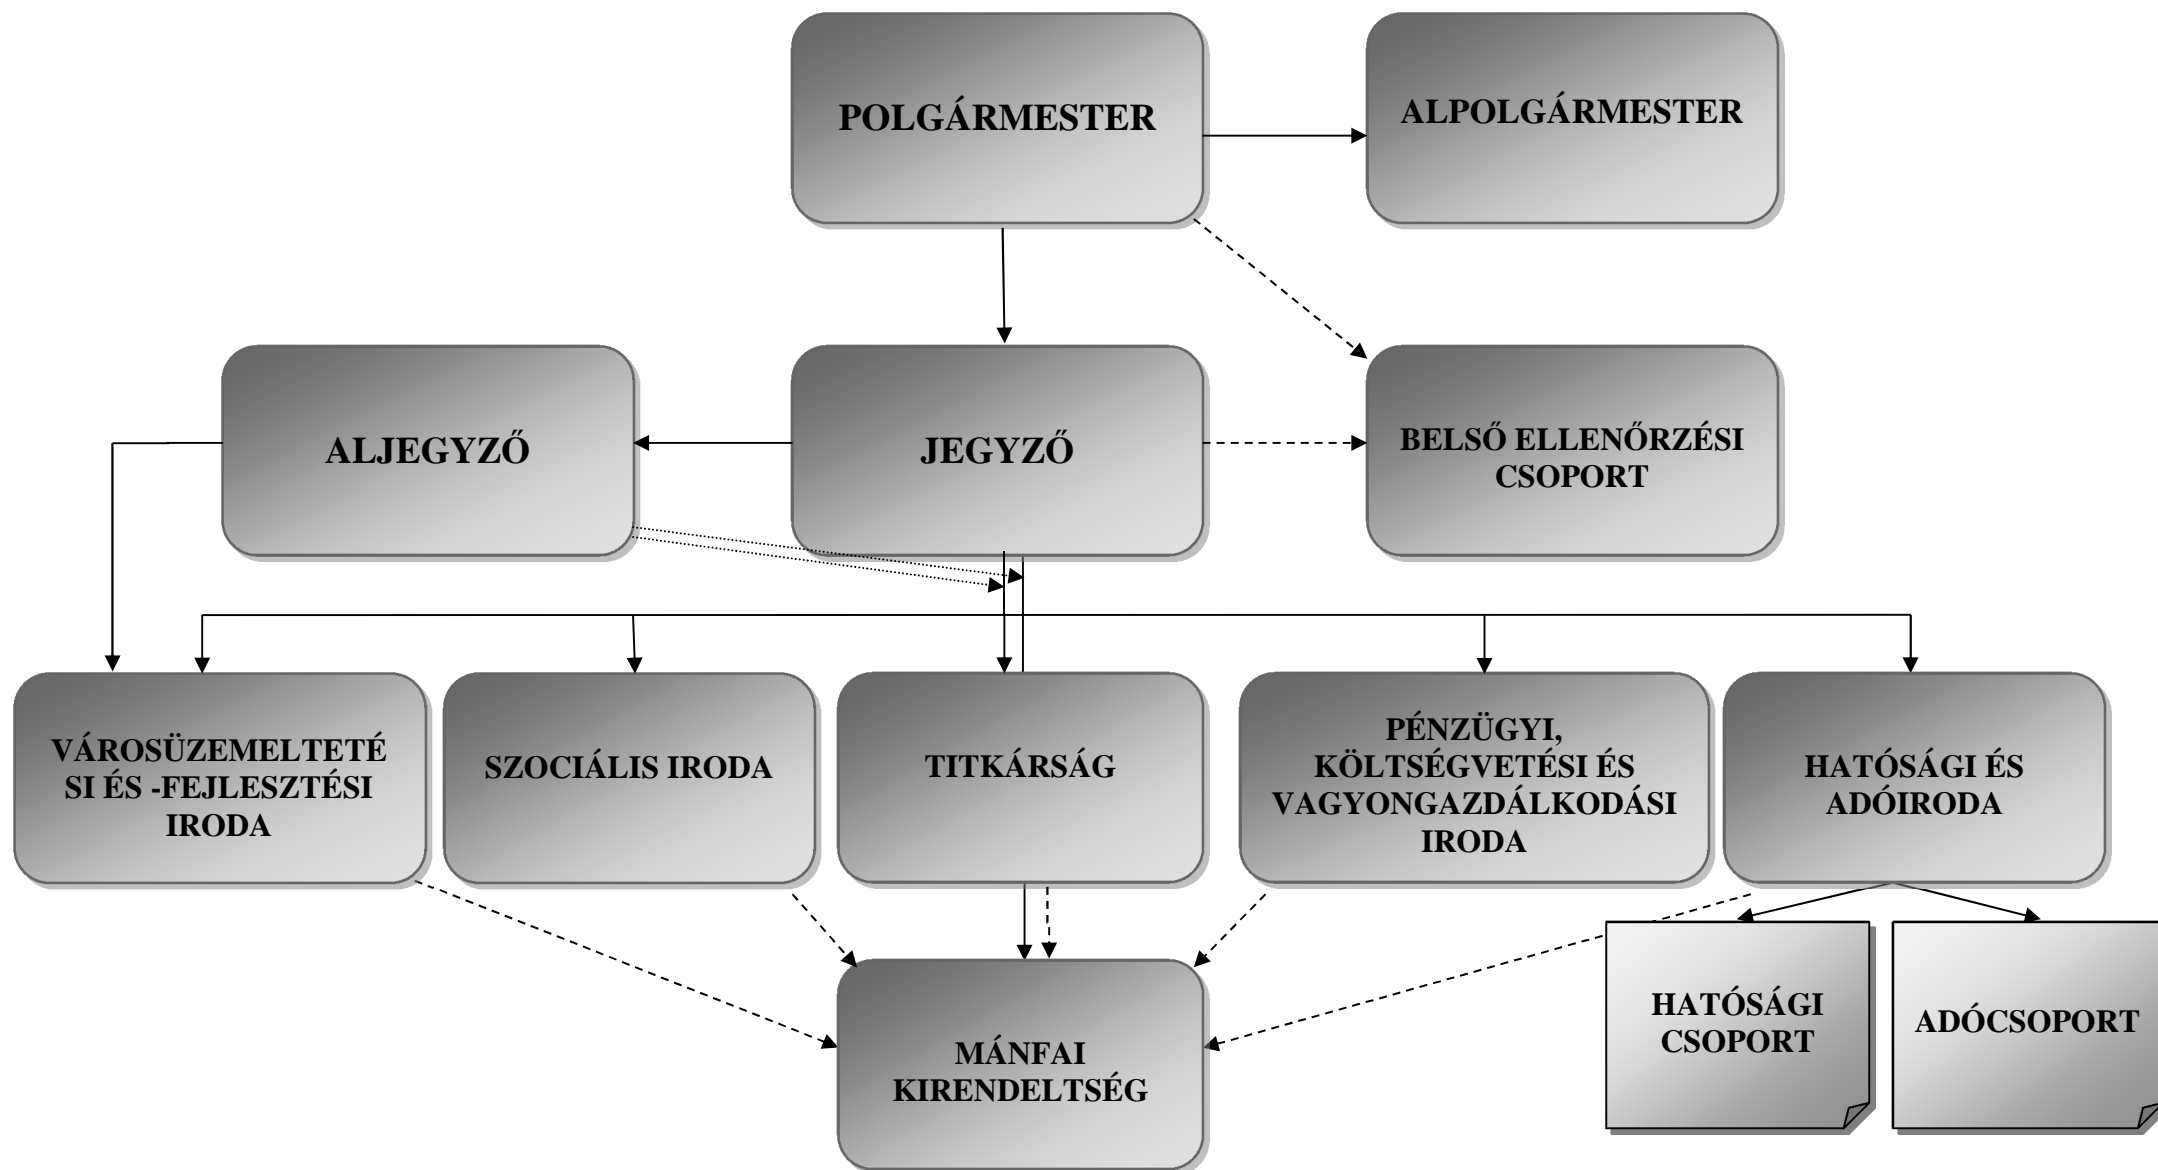 POLGÁRMESTER
ALPOLGÁRMESTER
ALJEGYZŐ
JEGYZŐ
BELSŐ ELLENŐRZÉSI
CSOPORT
VÁROSÜZEMELTETÉ
SI ÉS -FEJLESZTÉSI
IRODA
SZOCIÁLIS IRODA
TITKÁRSÁG
PÉNZÜGYI,
KÖLTSÉGVETÉSI ÉS
VAGYONGAZDÁLKODÁSI
IRODA
HATÓSÁGI ÉS
ADÓIRODA
MÁNFAI
KIRENDELTSÉG
HATÓSÁGI
CSOPORT
ADÓCSOPORT